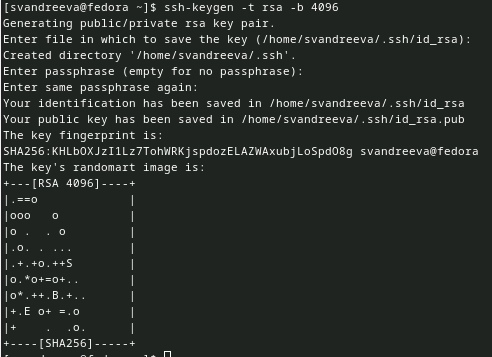 [svandreeva@fedora ~]$ ssh-keygen -t rsa -b 4096
Generating public/private rsa key pair.
Enter file in which to save the key (/home/svandreeva/.ssh/id_rsa):
Created directory '/home/svandreeva/.ssh'.
Enter passphrase (empty for no passphrase):
Enter same passphrase again:
Your identification has been saved in /home/svandreeva/.ssh/id_rsa
Your public key has been saved in /home/svandreeva/.ssh/id_rsa.pub
The key fingerprint is:
SHA256:KHLbOXJzI1Lz7TohWRKjspdozELAZWAxubjLoSpdO8g svandreeva@fedora
The key's randomart image is:
+---[RSA 4096]----+
|.==o             |
|ooo   o          |
|o .  . o         |
|.o. . ...        |
|.+.+o.++S        |
|o.*o+=o+..       |
|o*.++.B.+..      |
|+.E o+ =.o       |
|+    .  .o.      |
+----[SHA256]-----+